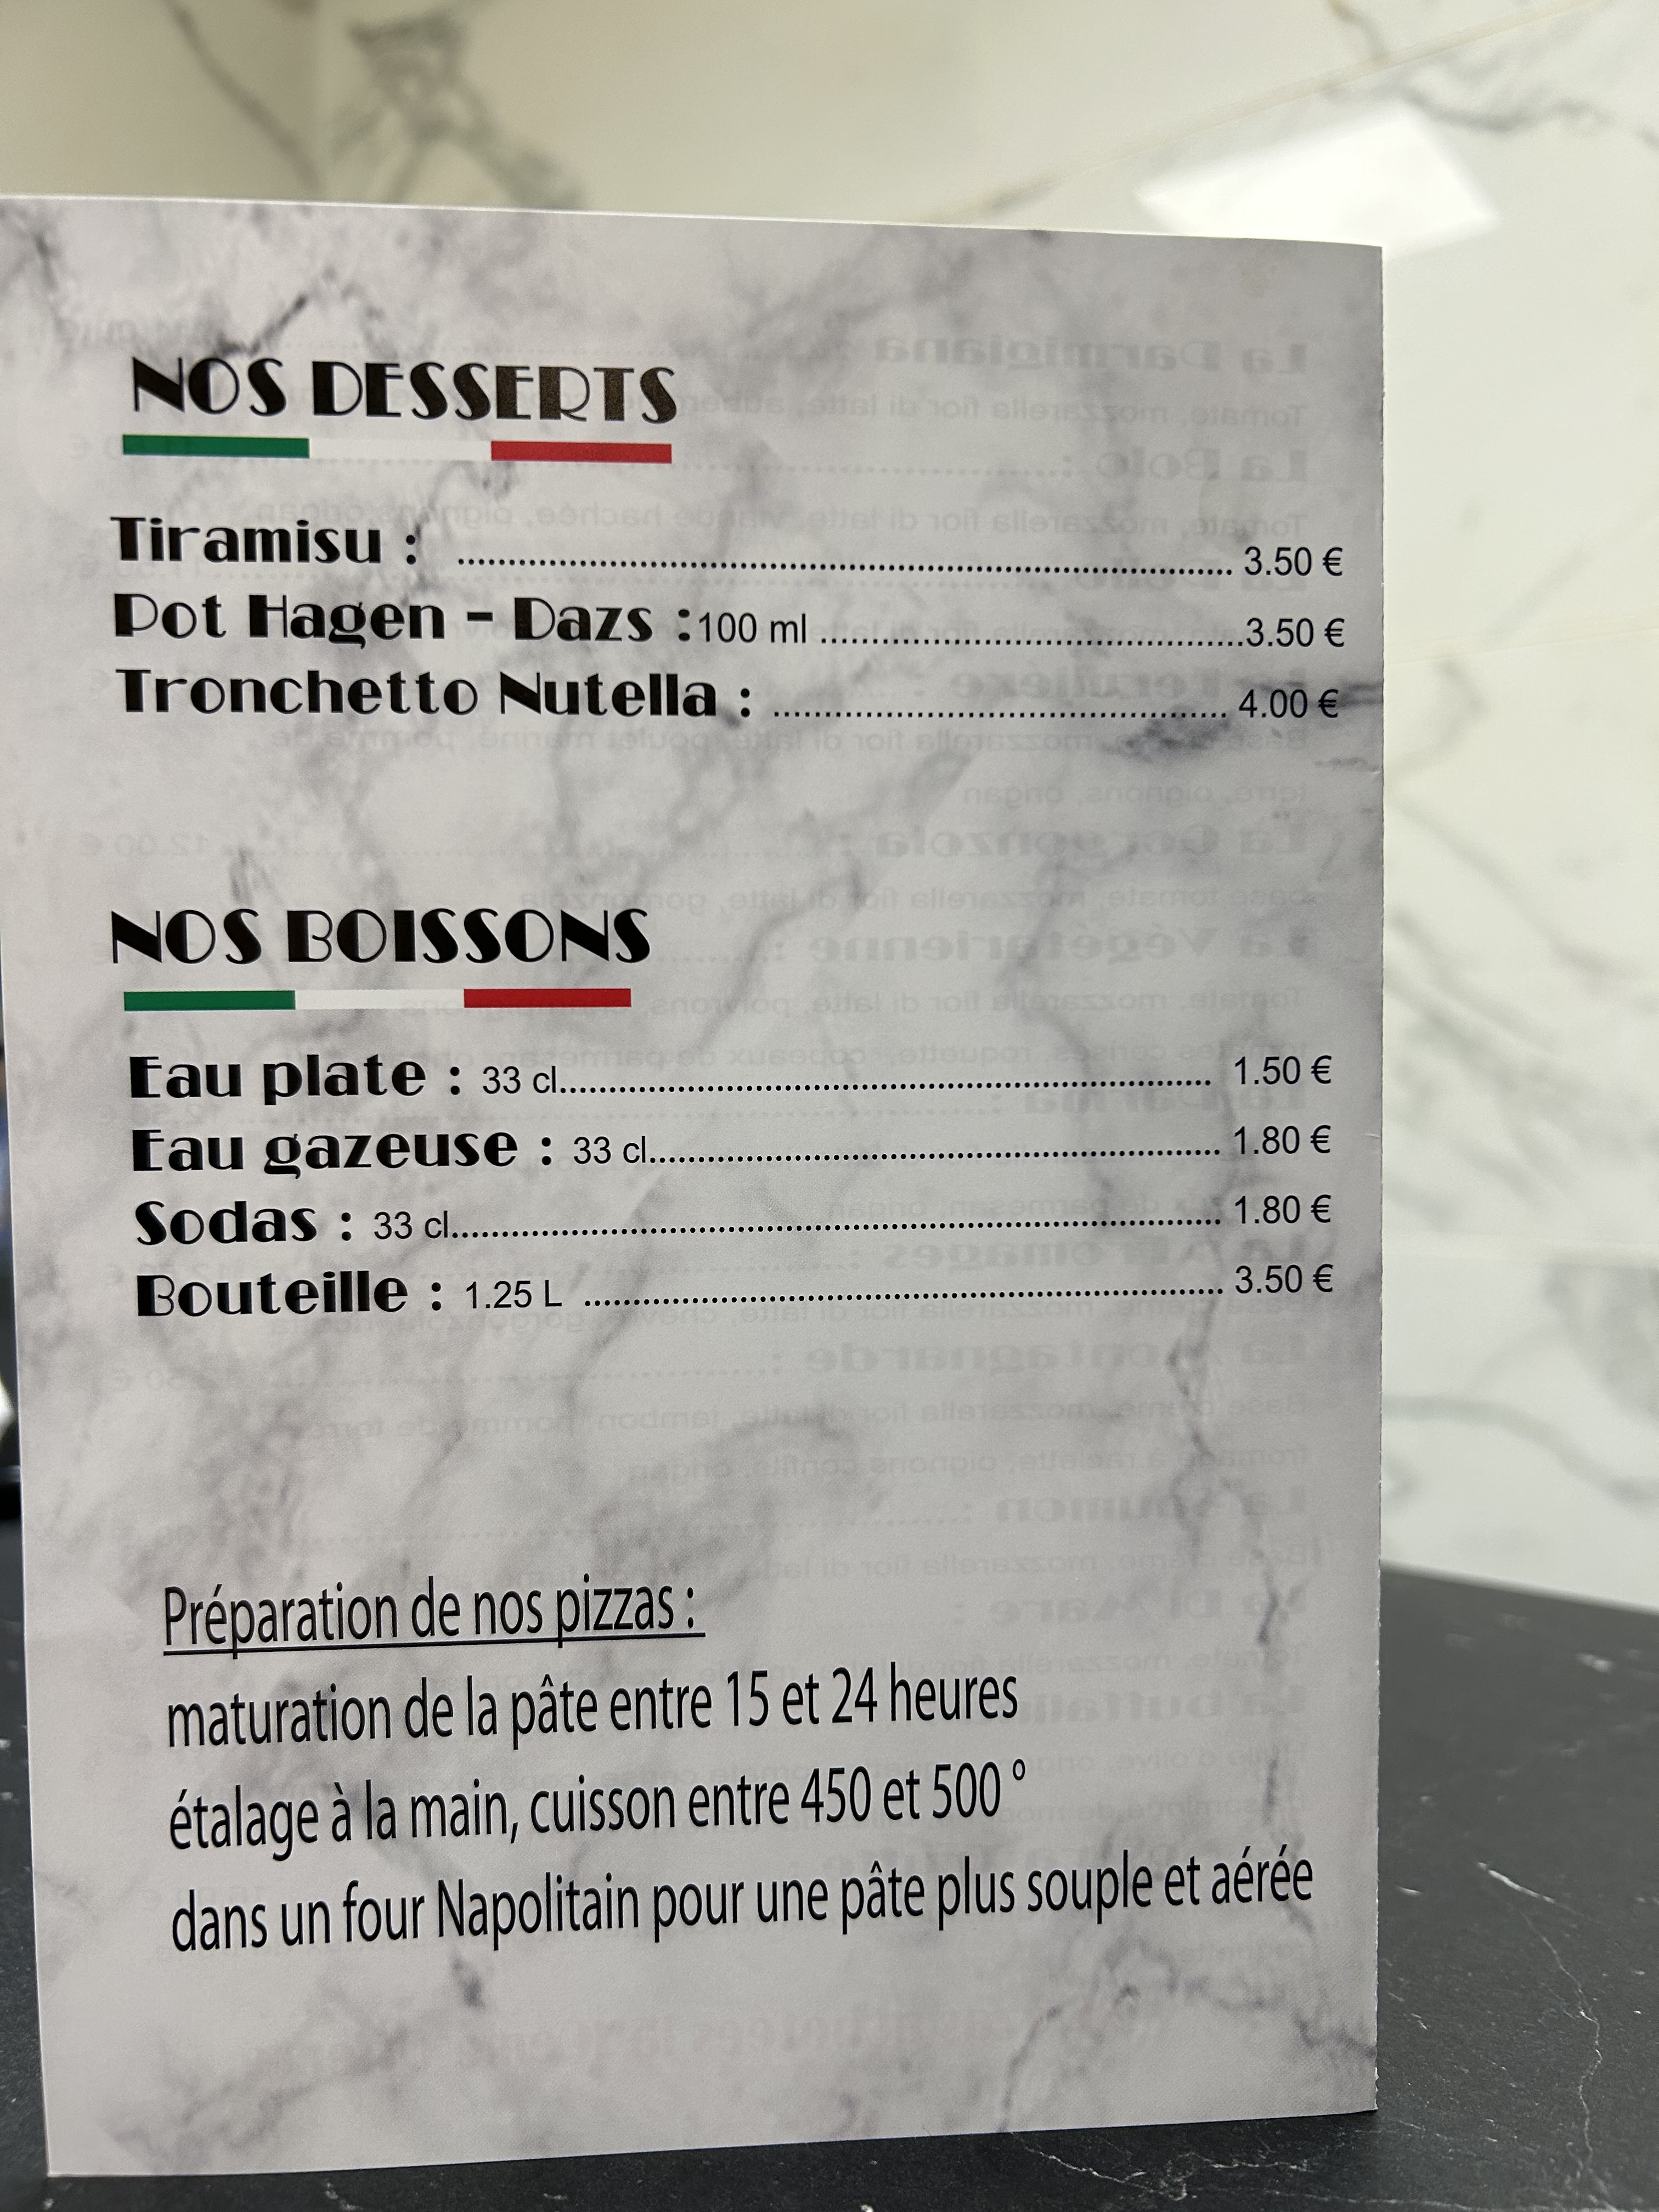 NOS DESSERTS
Tiramisu : ........................ 3.50 €
Pot Hagen - Dazs :100 ml ........................3.50 €
Tronchetto Nutella : ........................ 4.00 €
NOS BOISSONS
Eau plate : 33 cl........................ 1.50 €
Eau gazeuse : 33 cl........................ 1.80 €
Sodas : 33 cl........................ 1.80 €
Bouteille : 1.25 L ........................ 3.50 €
Préparation de nos pizzas :
maturation de la pâte entre 15 et 24 heures
étalage à la main, cuisson entre 450 et 500 °
dans un four Napolitain pour une pâte plus souple et aérée